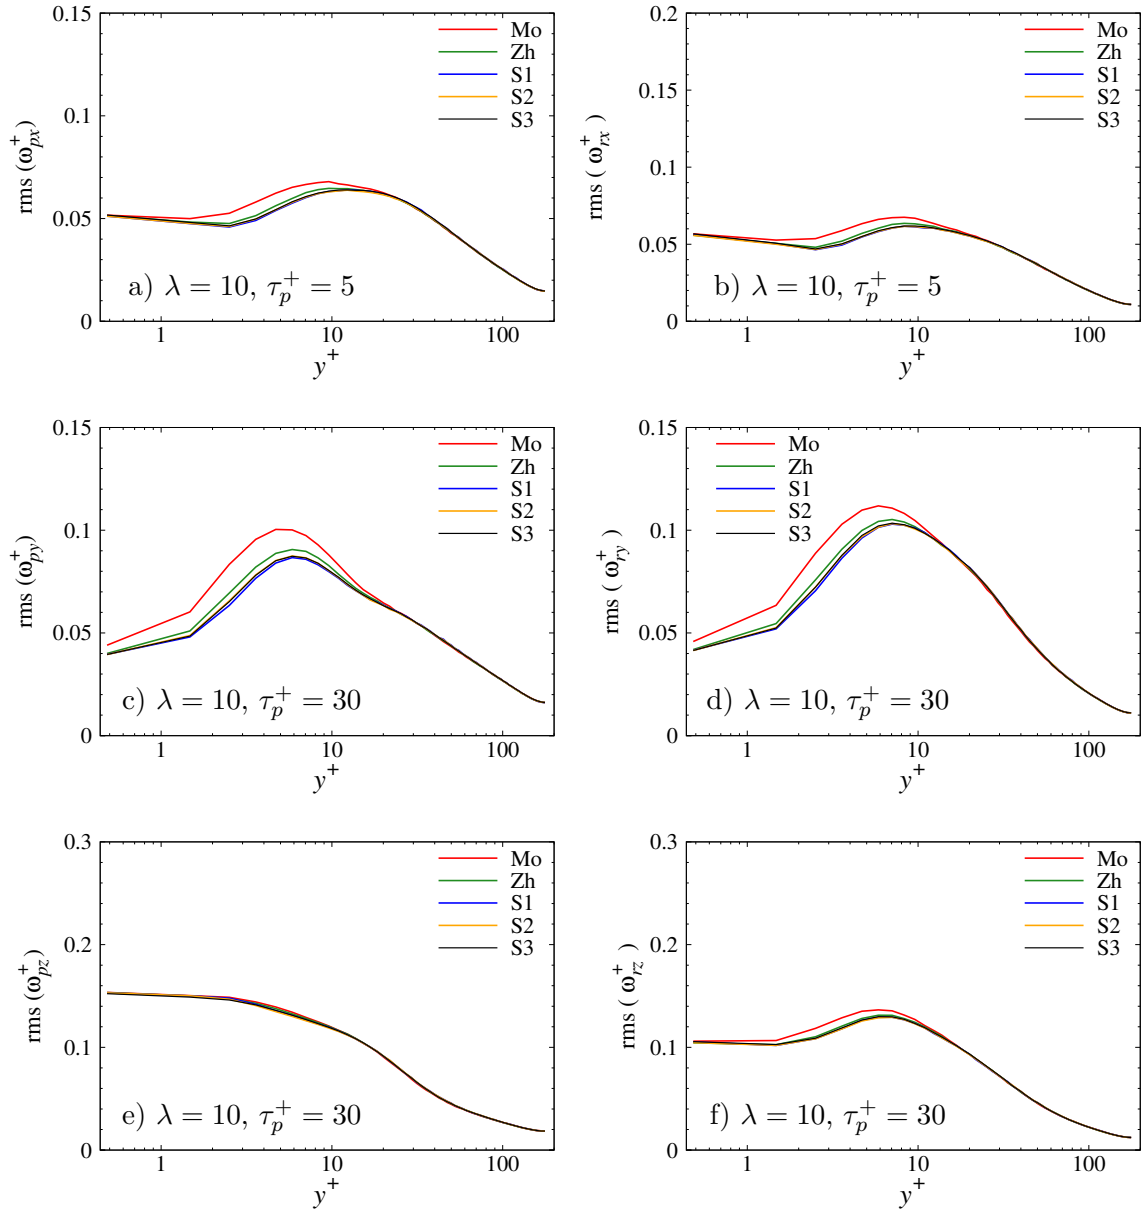 0.15
0.1
0.05
0
rms (ω⁺px)
Mo
Zh
S1
S2
S3
a) λ = 10, τp⁺ = 5
1 10 100
y⁺
0.2
0.15
0.1
0.05
0
rms ( ω⁺rx )
Mo
Zh
S1
S2
S3
b) λ = 10, τp⁺ = 5
1 10 100
y⁺
0.15
0.1
0.05
0
rms (ω⁺py)
Mo
Zh
S1
S2
S3
c) λ = 10, τp⁺ = 30
1 10 100
y⁺
0.15
0.1
0.05
0
rms ( ω⁺ry )
Mo
Zh
S1
S2
S3
d) λ = 10, τp⁺ = 30
1 10 100
y⁺
0.3
0.2
0.1
0
rms (ω⁺pz)
Mo
Zh
S1
S2
S3
e) λ = 10, τp⁺ = 30
1 10 100
y⁺
0.3
0.2
0.1
0
rms ( ω⁺rz )
Mo
Zh
S1
S2
S3
f) λ = 10, τp⁺ = 30
1 10 100
y⁺